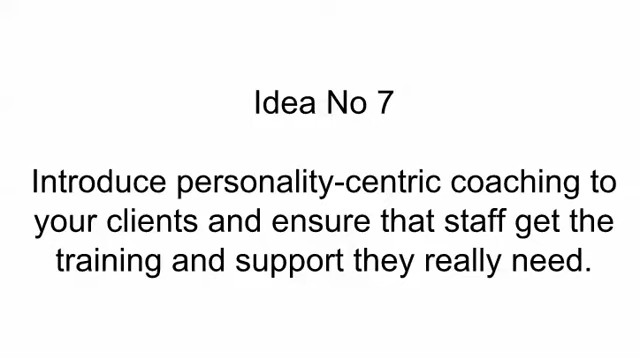 Idea No 7
Introduce personality-centric coaching to
your clients and ensure that staff get the
training and support they really need.